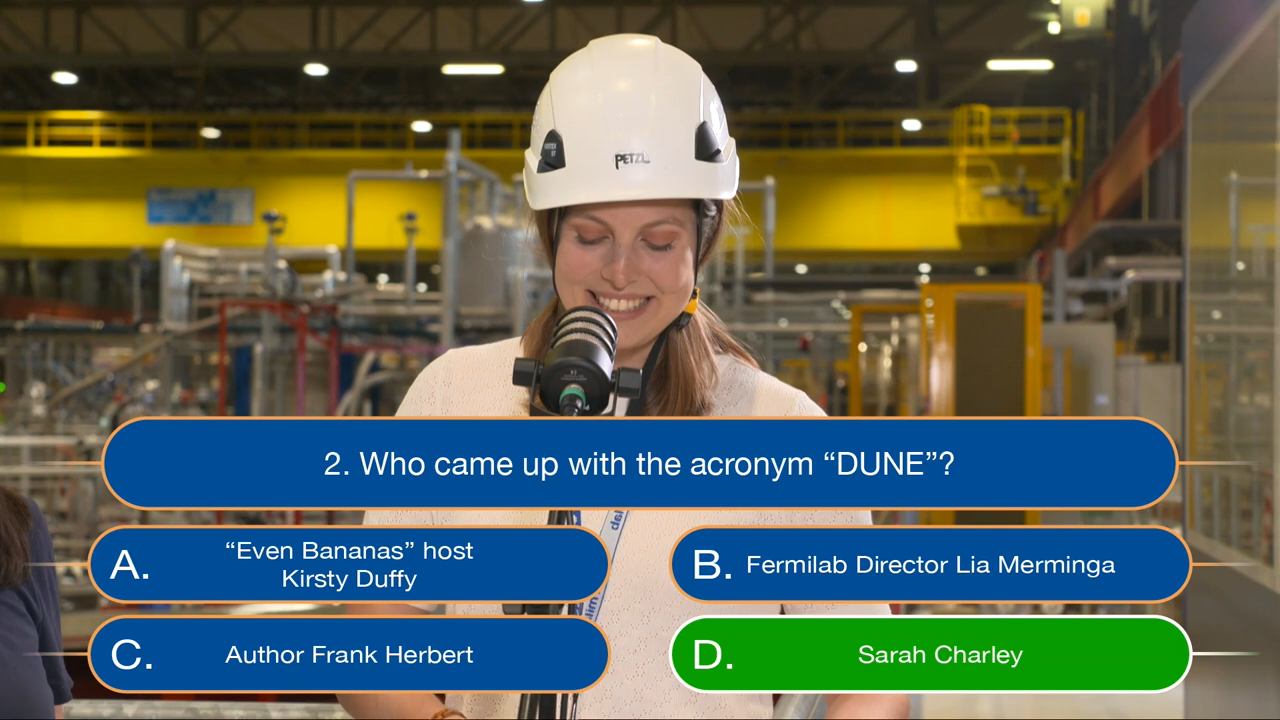 PETZL
2. Who came up with the acronym “DUNE”?
A.
“Even Bananas” host
Kirsty Duffy
B.
Fermilab Director Lia Merminga
C.
Author Frank Herbert
D.
Sarah Charley